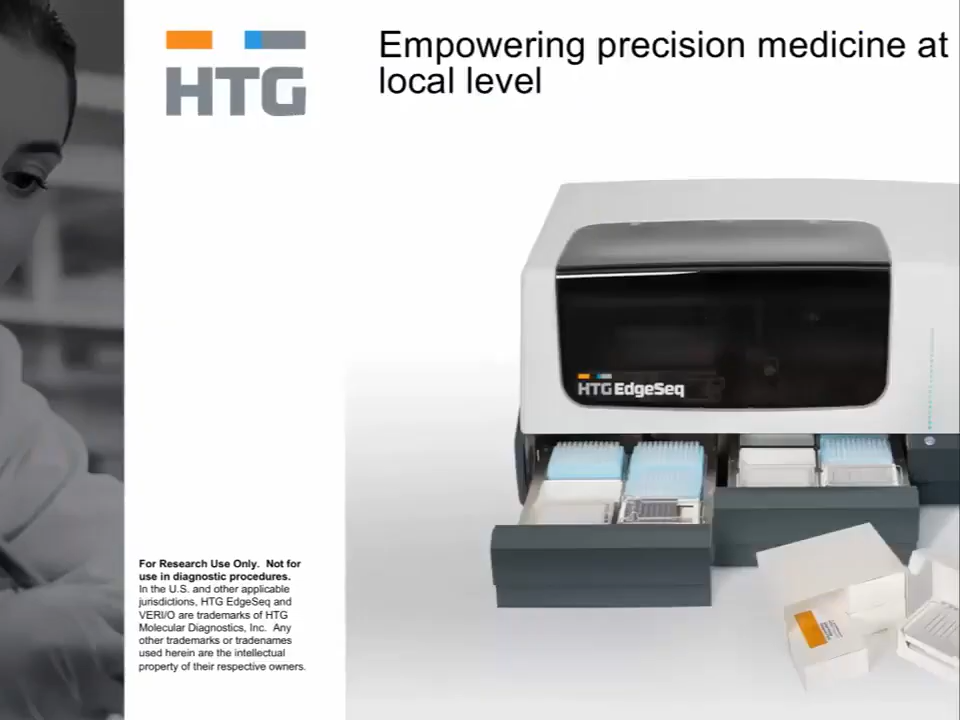 HTG
Empowering precision medicine at
local level
HTG EdgeSeq
For Research Use Only. Not for
use in diagnostic procedures.
In the U.S. and other applicable
jurisdictions, HTG EdgeSeq and
VERI/O are trademarks of HTG
Molecular Diagnostics, Inc. Any
other trademarks or tradenames
used herein are the intellectual
property of their respective owners.